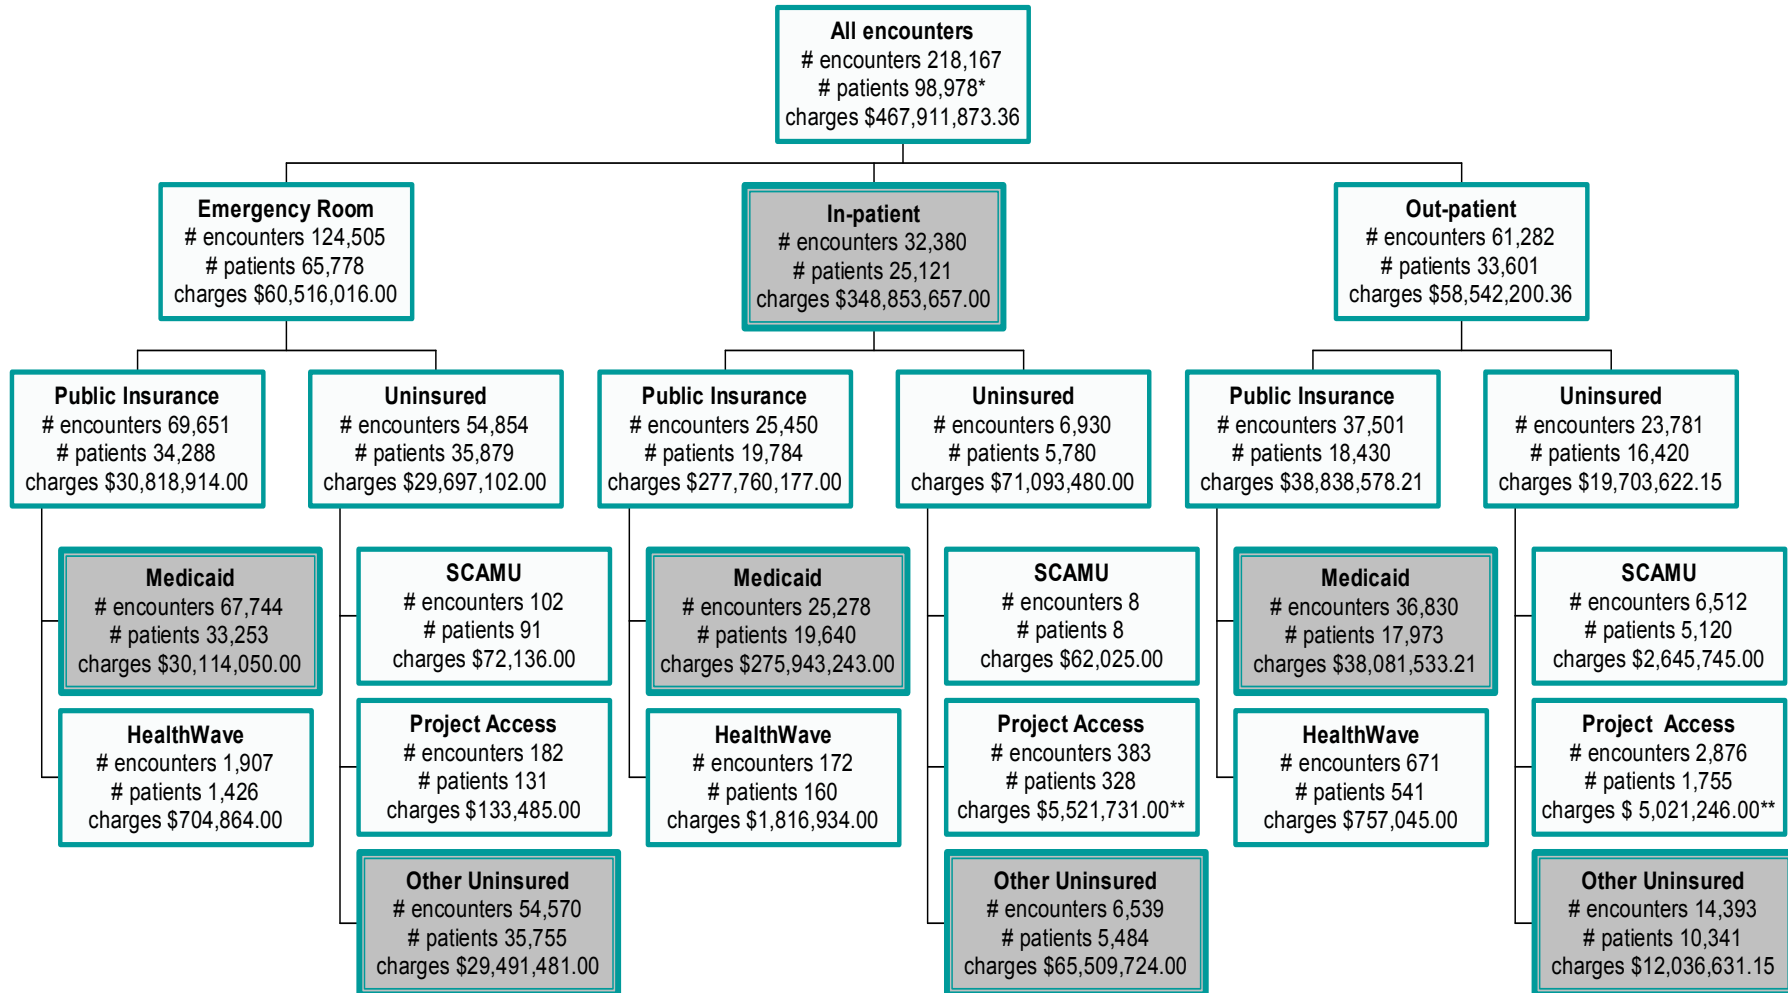 All encounters
# encounters 218,167
# patients 98,978*
charges $467,911,873.36
Emergency Room
# encounters 124,505
# patients 65,778
charges $60,516,016.00
In-patient
# encounters 32,380
# patients 25,121
charges $348,853,657.00
Out-patient
# encounters 61,282
# patients 33,601
charges $58,542,200.36
Public Insurance
# encounters 69,651
# patients 34,288
charges $30,818,914.00
Uninsured
# encounters 54,854
# patients 35,879
charges $29,697,102.00
Public Insurance
# encounters 25,450
# patients 19,784
charges $277,760,177.00
Uninsured
# encounters 6,930
# patients 5,780
charges $71,093,480.00
Public Insurance
# encounters 37,501
# patients 18,430
charges $38,838,578.21
Uninsured
# encounters 23,781
# patients 16,420
charges $19,703,622.15
Medicaid
# encounters 67,744
# patients 33,253
charges $30,114,050.00
SCAMU
# encounters 102
# patients 91
charges $72,136.00
Medicaid
# encounters 25,278
# patients 19,640
charges $275,943,243.00
SCAMU
# encounters 8
# patients 8
charges $62,025.00
Medicaid
# encounters 36,830
# patients 17,973
charges $38,081,533.21
SCAMU
# encounters 6,512
# patients 5,120
charges $2,645,745.00
HealthWave
# encounters 1,907
# patients 1,426
charges $704,864.00
Project Access
# encounters 182
# patients 131
charges $133,485.00
HealthWave
# encounters 172
# patients 160
charges $1,816,934.00
Project Access
# encounters 383
# patients 328
charges $5,521,731.00**
HealthWave
# encounters 671
# patients 541
charges $757,045.00
Project Access
# encounters 2,876
# patients 1,755
charges $ 5,021,246.00**
Other Uninsured
# encounters 54,570
# patients 35,755
charges $29,491,481.00
Other Uninsured
# encounters 6,539
# patients 5,484
charges $65,509,724.00
Other Uninsured
# encounters 14,393
# patients 10,341
charges $12,036,631.15